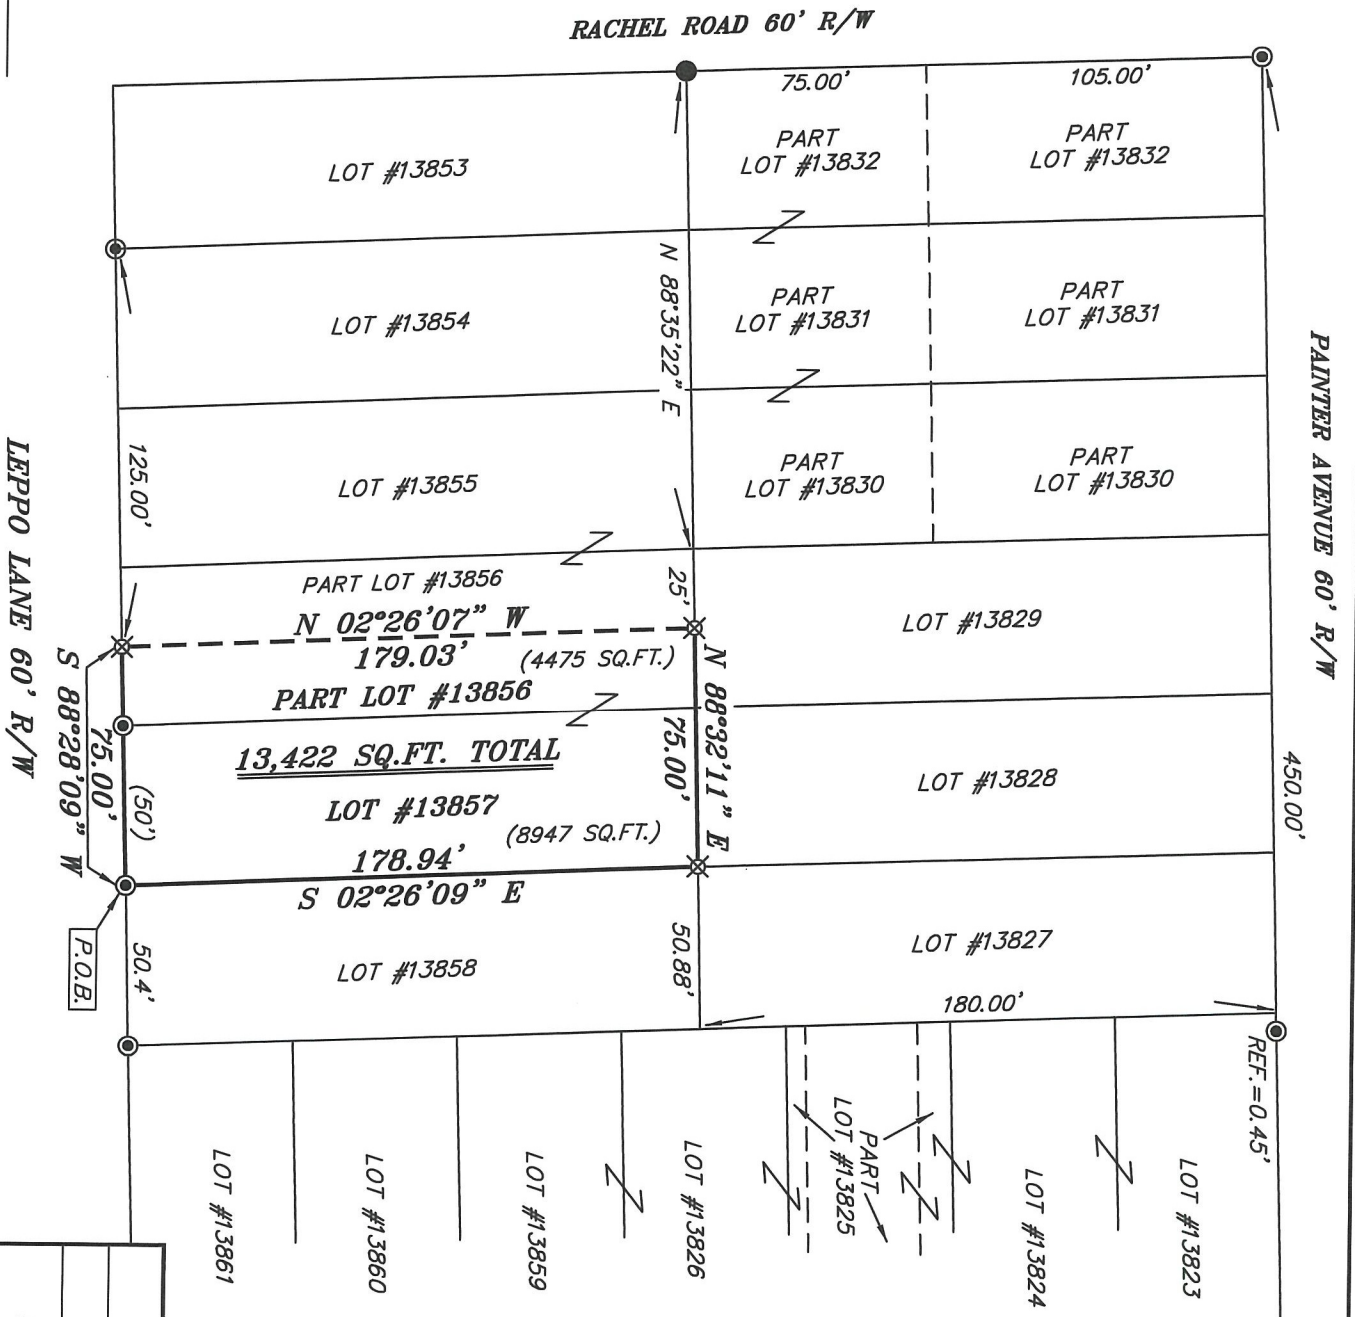 RACHEL ROAD 60' R/W
75.00'
105.00'
LOT #13853
PART
LOT #13832
PART
LOT #13832
N 88°35'22" E
LOT #13854
PART
LOT #13831
PART
LOT #13831
PAINTER AVENUE 60' R/W
125.00'
LOT #13855
PART
LOT #13830
PART
LOT #13830
LEPPO LANE 60' R/W
PART LOT #13856
25'
N 02°26'07" W
179.03'
(4475 SQ.FT.)
LOT #13829
PART LOT #13856
N 88°32'11" E
75.00'
S 88°28'09" W
75.00'
(50')
13,422 SQ.FT. TOTAL
LOT #13857
(8947 SQ.FT.)
178.94'
S 02°26'09" E
LOT #13828
450.00'
P.O.B.
50.4'
LOT #13858
50.88'
LOT #13827
180.00'
REF.=0.45'
LOT #13861
LOT #13860
LOT #13859
LOT #13826
PART
LOT #13825
LOT #13824
LOT #13823